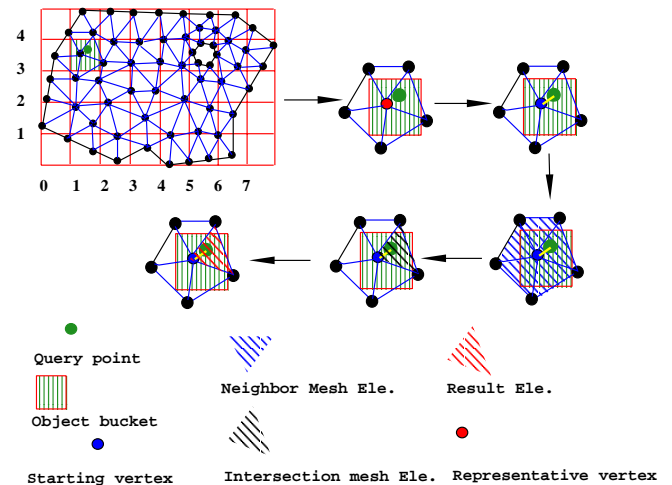 4
3
2
1
0 1 2 3 4 5 6 7
Query point
Neighbor Mesh Ele.
Result Ele.
Object bucket
Starting vertex
Intersection mesh Ele.
Representative vertex